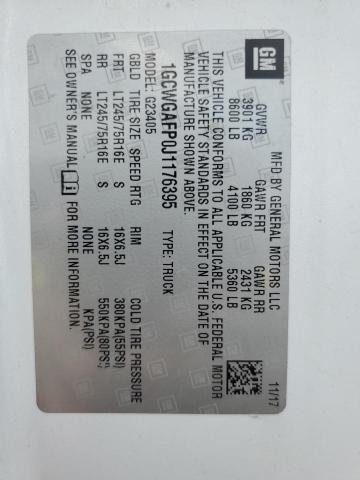 GM
MFD BY GENERAL MOTORS LLC 11/17
GVWR GAWR FRT GAWR RR
3901 KG 1860 KG 2431 KG
8600 LB 4100 LB 5360 LB
THIS VEHICLE CONFORMS TO ALL APPLICABLE U.S. FEDERAL MOTOR
VEHICLE SAFETY STANDARDS IN EFFECT ON THE DATE OF
MANUFACTURE SHOWN ABOVE.
1GCWGAFP0J1176395 TYPE: TRUCK
MODEL: G23405
GBLD TIRE SIZE SPEED RTG RIM COLD TIRE PRESSURE
FRT LT245/75R16E S 16X6.5J 380KPA(55PSI)
RR LT245/75R16E S 16X6.5J 550KPA(80PSI)
SPA NONE NONE KPA(PSI)
SEE OWNER'S MANUAL FOR MORE INFORMATION.